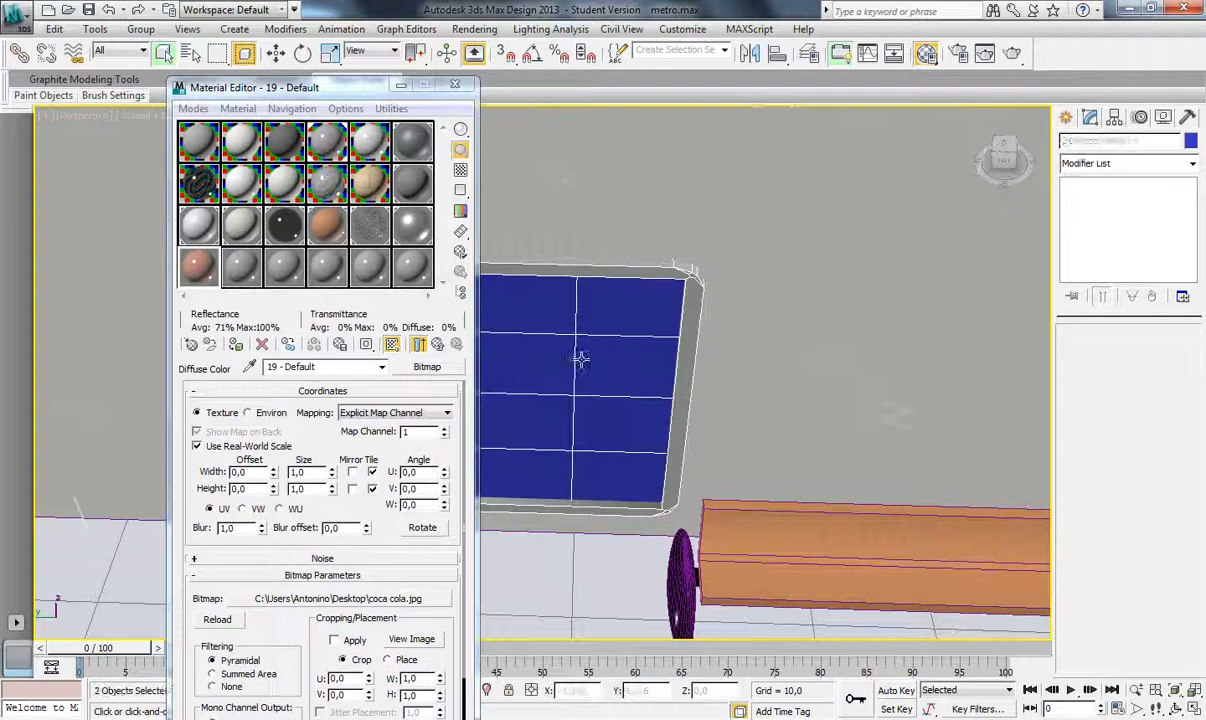 Workspace: Default
Autodesk 3ds Max Design 2013 - Student Version metro.max
Type a keyword or phrase
3DS
Edit Tools Group Views Create Modifiers Animation Graph Editors Rendering Lighting Analysis Civil View Customize MAXScript Help
All View Create Selection Se
Graphite Modeling Tools
Paint Objects Brush Settings
Material Editor - 19 - Default
Modes Material Navigation Options Utilities
Modifier List
Reflectance Transmittance
Avg: 71% Max:100% Avg: 0% Max: 0% Diffuse: 0%
Diffuse Color 19 - Default Bitmap
Coordinates
Texture Environ Mapping: Explicit Map Channel
Show Map on Back Map Channel: 1
Use Real-World Scale
Offset Size Mirror Tile Angle
Width: 0,0 1,0 U: 0,0
Height: 0,0 1,0 V: 0,0
UV VW WU W: 0,0
Blur: 1,0 Blur offset: 0,0 Rotate
Noise
Bitmap Parameters
Bitmap: C:\Users\Antonino\Desktop\coca cola.jpg
Reload Cropping/Placement
Apply View Image
Filtering
Pyramidal Crop Place
Summed Area U: 0,0 W: 1,0
None V: 0,0 H: 1,0
Mono Channel Output: Jitter Placement: 1,0
z
y
0 / 100
5 45 50 55 60 65 70 75 80 85 90 95 100
2 Objects Selecte X: Y: Z: 0,0 Grid = 10,0 Auto Key Selected
Welcome to M Click or click-and- Add Time Tag Set Key Key Filters... 0